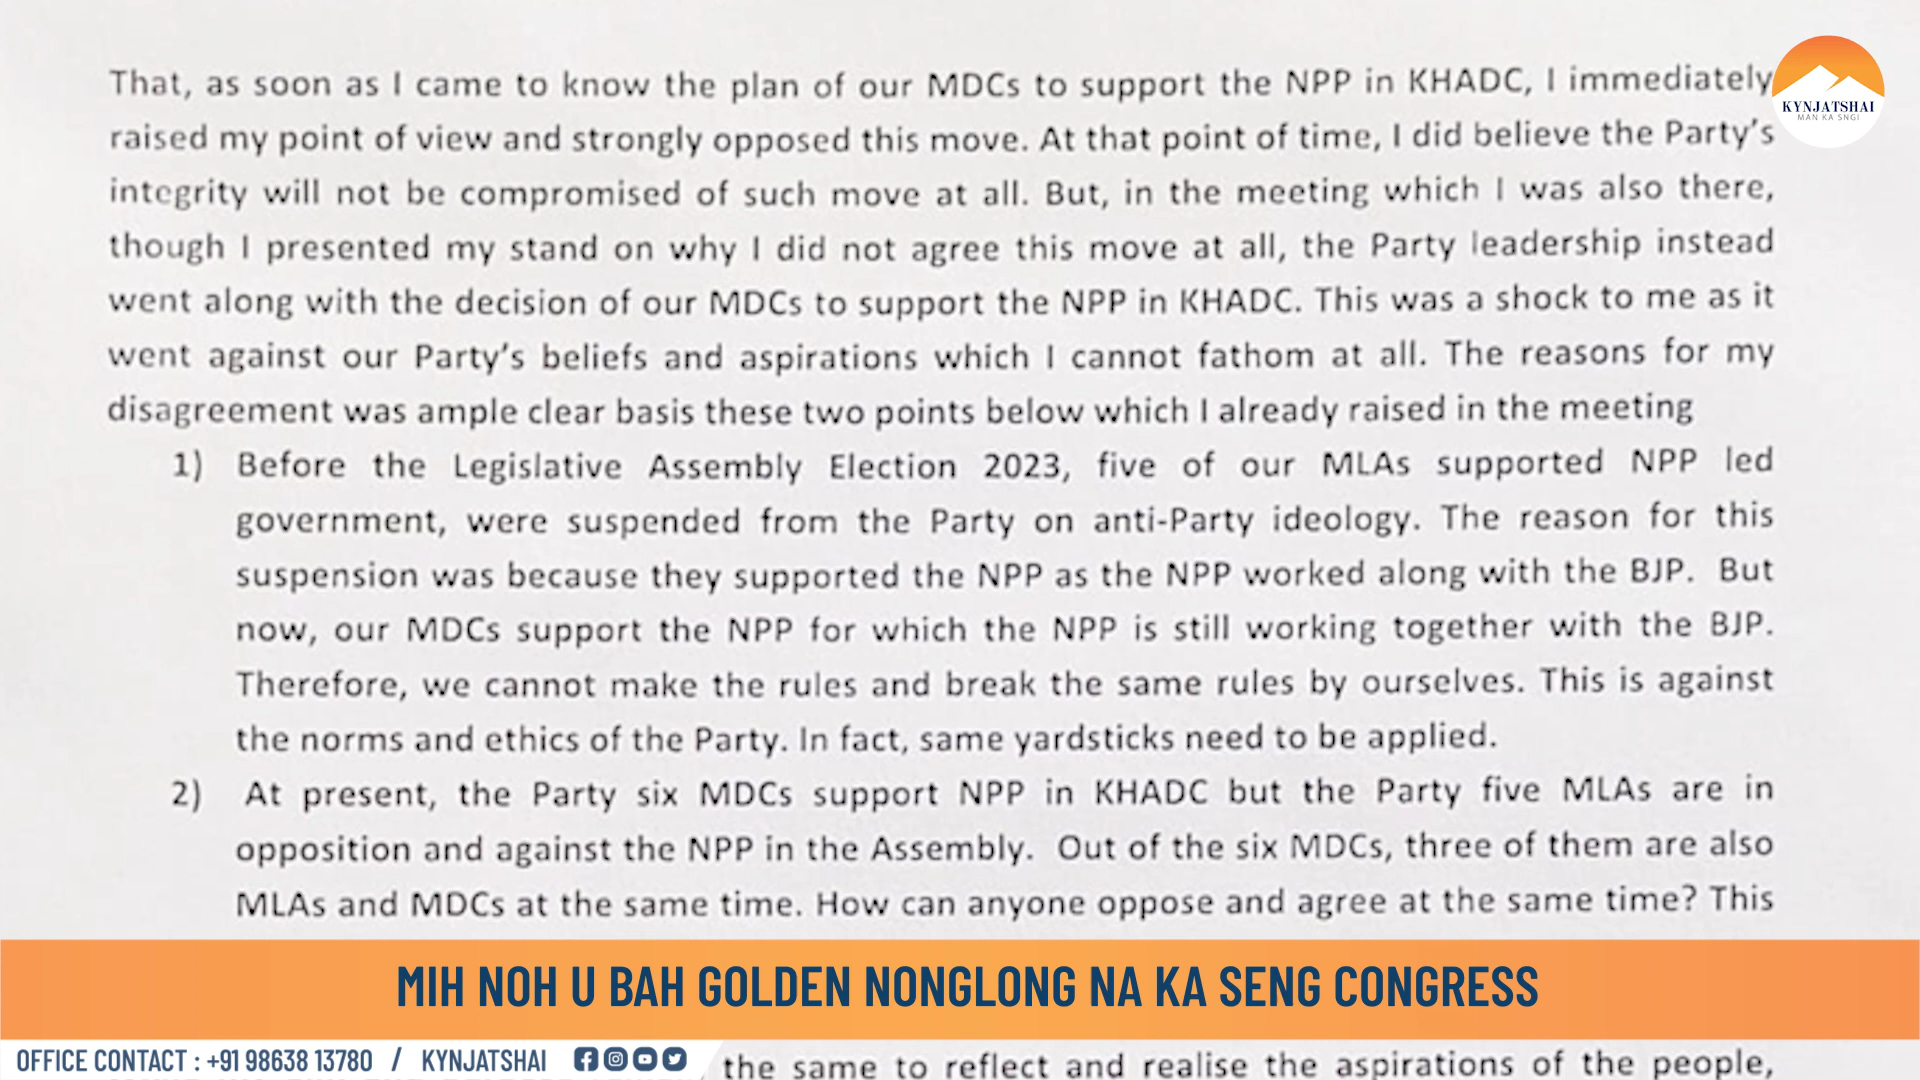 That, as soon as I came to know the plan of our MDCs to support the NPP in KHADC, I immediately
raised my point of view and strongly opposed this move. At that point of time, I did believe the Party's
integrity will not be compromised of such move at all. But, in the meeting which I was also there,
though I presented my stand on why I did not agree this move at all, the Party leadership instead
went along with the decision of our MDCs to support the NPP in KHADC. This was a shock to me as it
went against our Party's beliefs and aspirations which I cannot fathom at all. The reasons for my
disagreement was ample clear basis these two points below which I already raised in the meeting
1) Before the Legislative Assembly Election 2023, five of our MLAs supported NPP led
government, were suspended from the Party on anti-Party ideology. The reason for this
suspension was because they supported the NPP as the NPP worked along with the BJP. But
now, our MDCs support the NPP for which the NPP is still working together with the BJP.
Therefore, we cannot make the rules and break the same rules by ourselves. This is against
the norms and ethics of the Party. In fact, same yardsticks need to be applied.
2) At present, the Party six MDCs support NPP in KHADC but the Party five MLAs are in
opposition and against the NPP in the Assembly. Out of the six MDCs, three of them are also
MLAs and MDCs at the same time. How can anyone oppose and agree at the same time? This
KYNJATSHAI
MAN KA SNGI
MIH NOH U BAH GOLDEN NONGLONG NA KA SENG CONGRESS
OFFICE CONTACT : +91 98638 13780 / KYNJATSHAI
the same to reflect and realise the aspirations of the people,